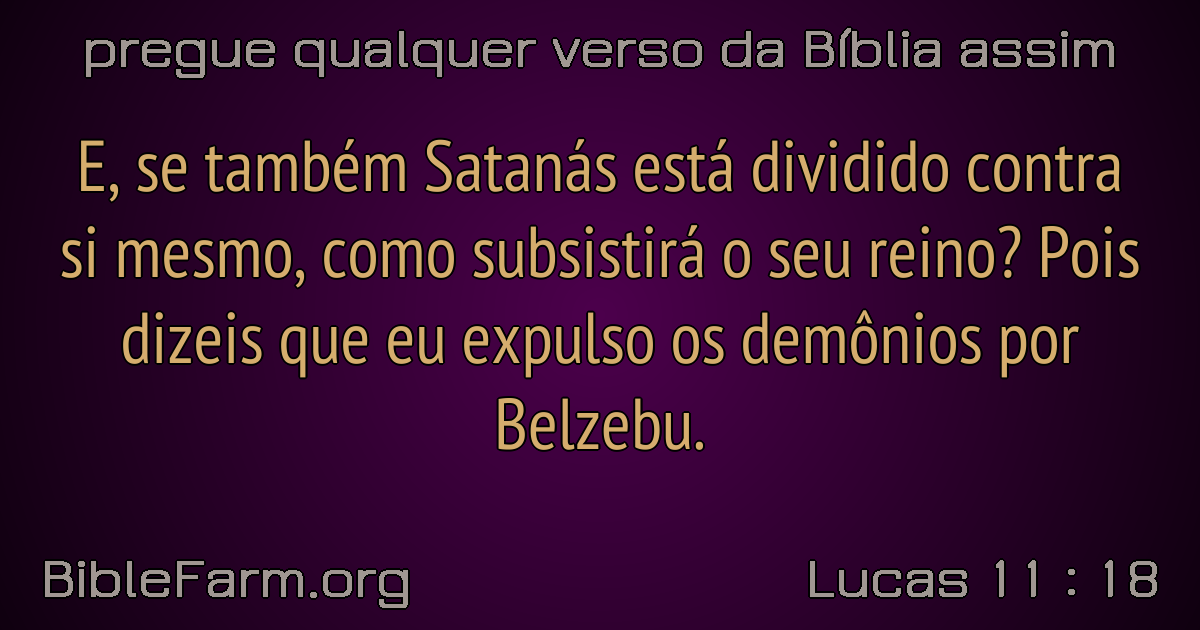 pregue qualquer verso da Bíblia assim
E, se também Satanás está dividido contra
si mesmo, como subsistirá o seu reino? Pois
dizeis que eu expulso os demônios por
Belzebu.
BibleFarm.org
Lucas 11 : 18